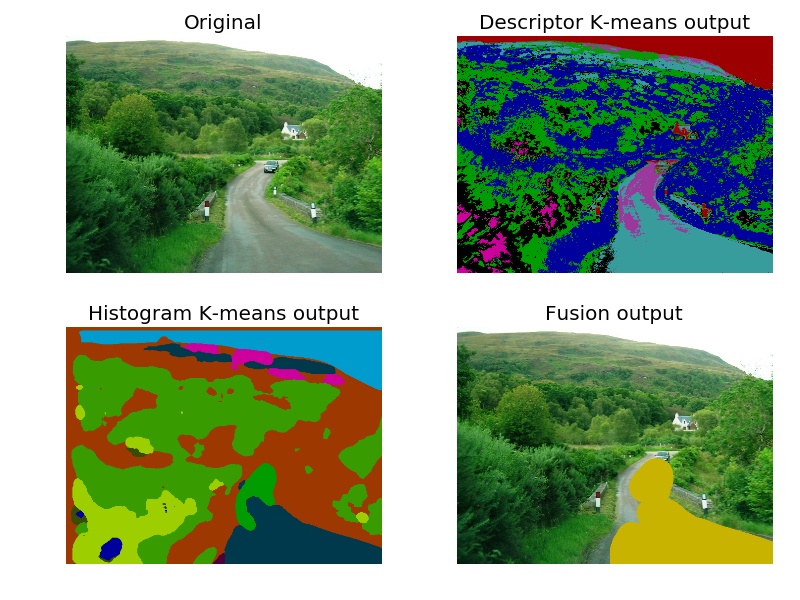 Original
Descriptor K-means output
Histogram K-means output
Fusion output